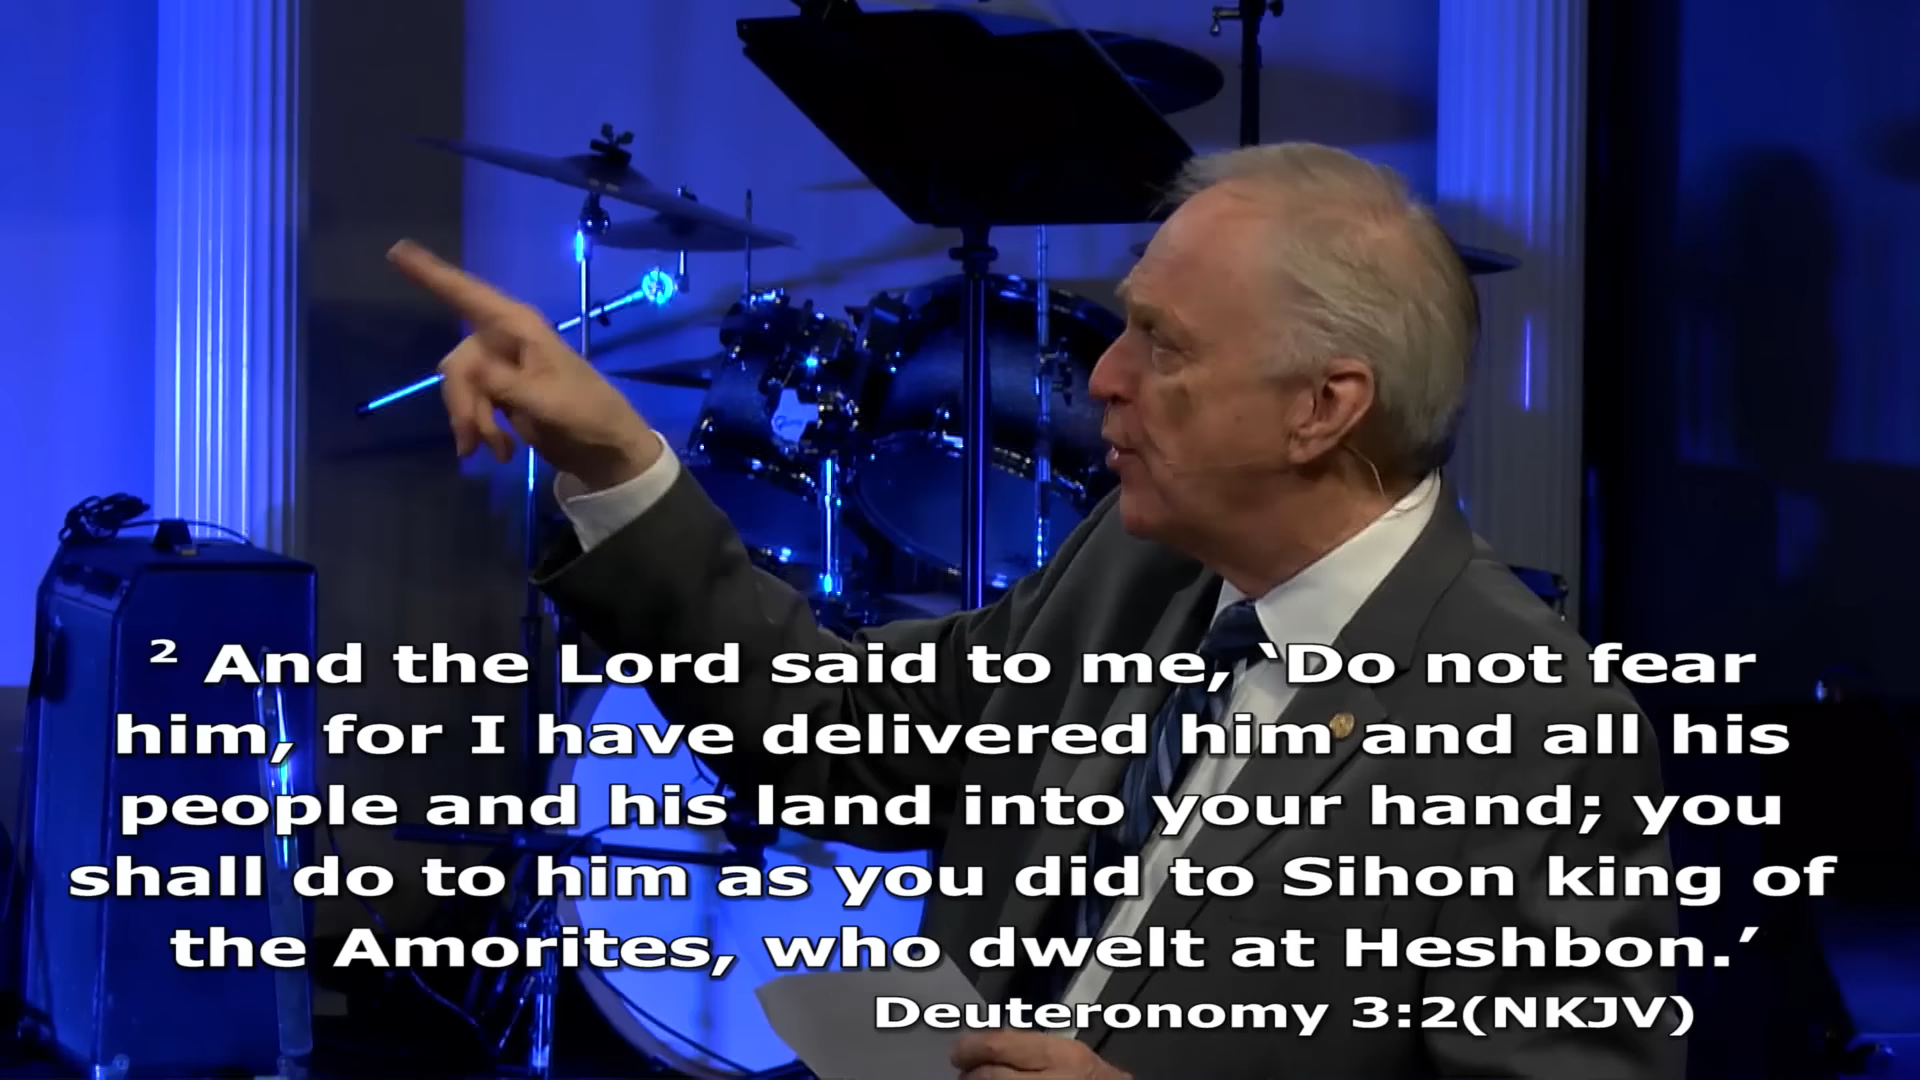 ² And the Lord said to me, ‘Do not fear
him, for I have delivered him and all his
people and his land into your hand; you
shall do to him as you did to Sihon king of
the Amorites, who dwelt at Heshbon.’
Deuteronomy 3:2(NKJV)